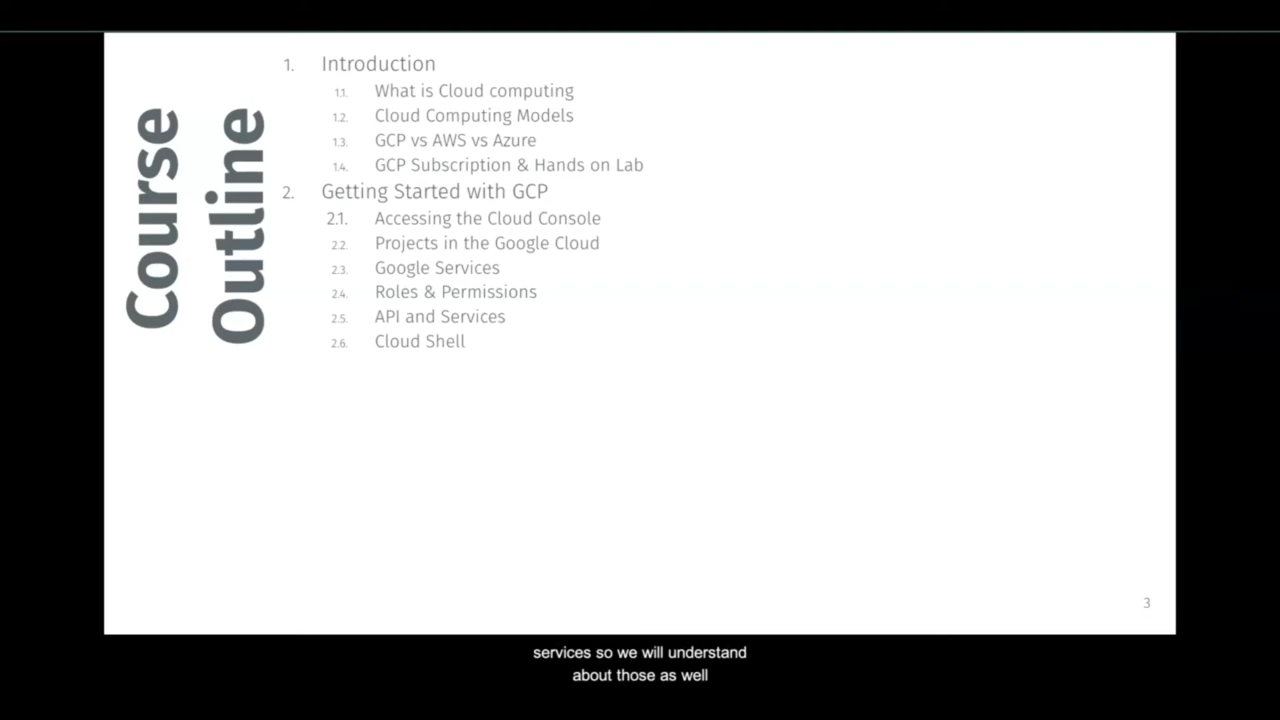 Course
Outline
1. Introduction
1.1. What is Cloud computing
1.2. Cloud Computing Models
1.3. GCP vs AWS vs Azure
1.4. GCP Subscription & Hands on Lab
2. Getting Started with GCP
2.1. Accessing the Cloud Console
2.2. Projects in the Google Cloud
2.3. Google Services
2.4. Roles & Permissions
2.5. API and Services
2.6. Cloud Shell
3
services so we will understand
about those as well